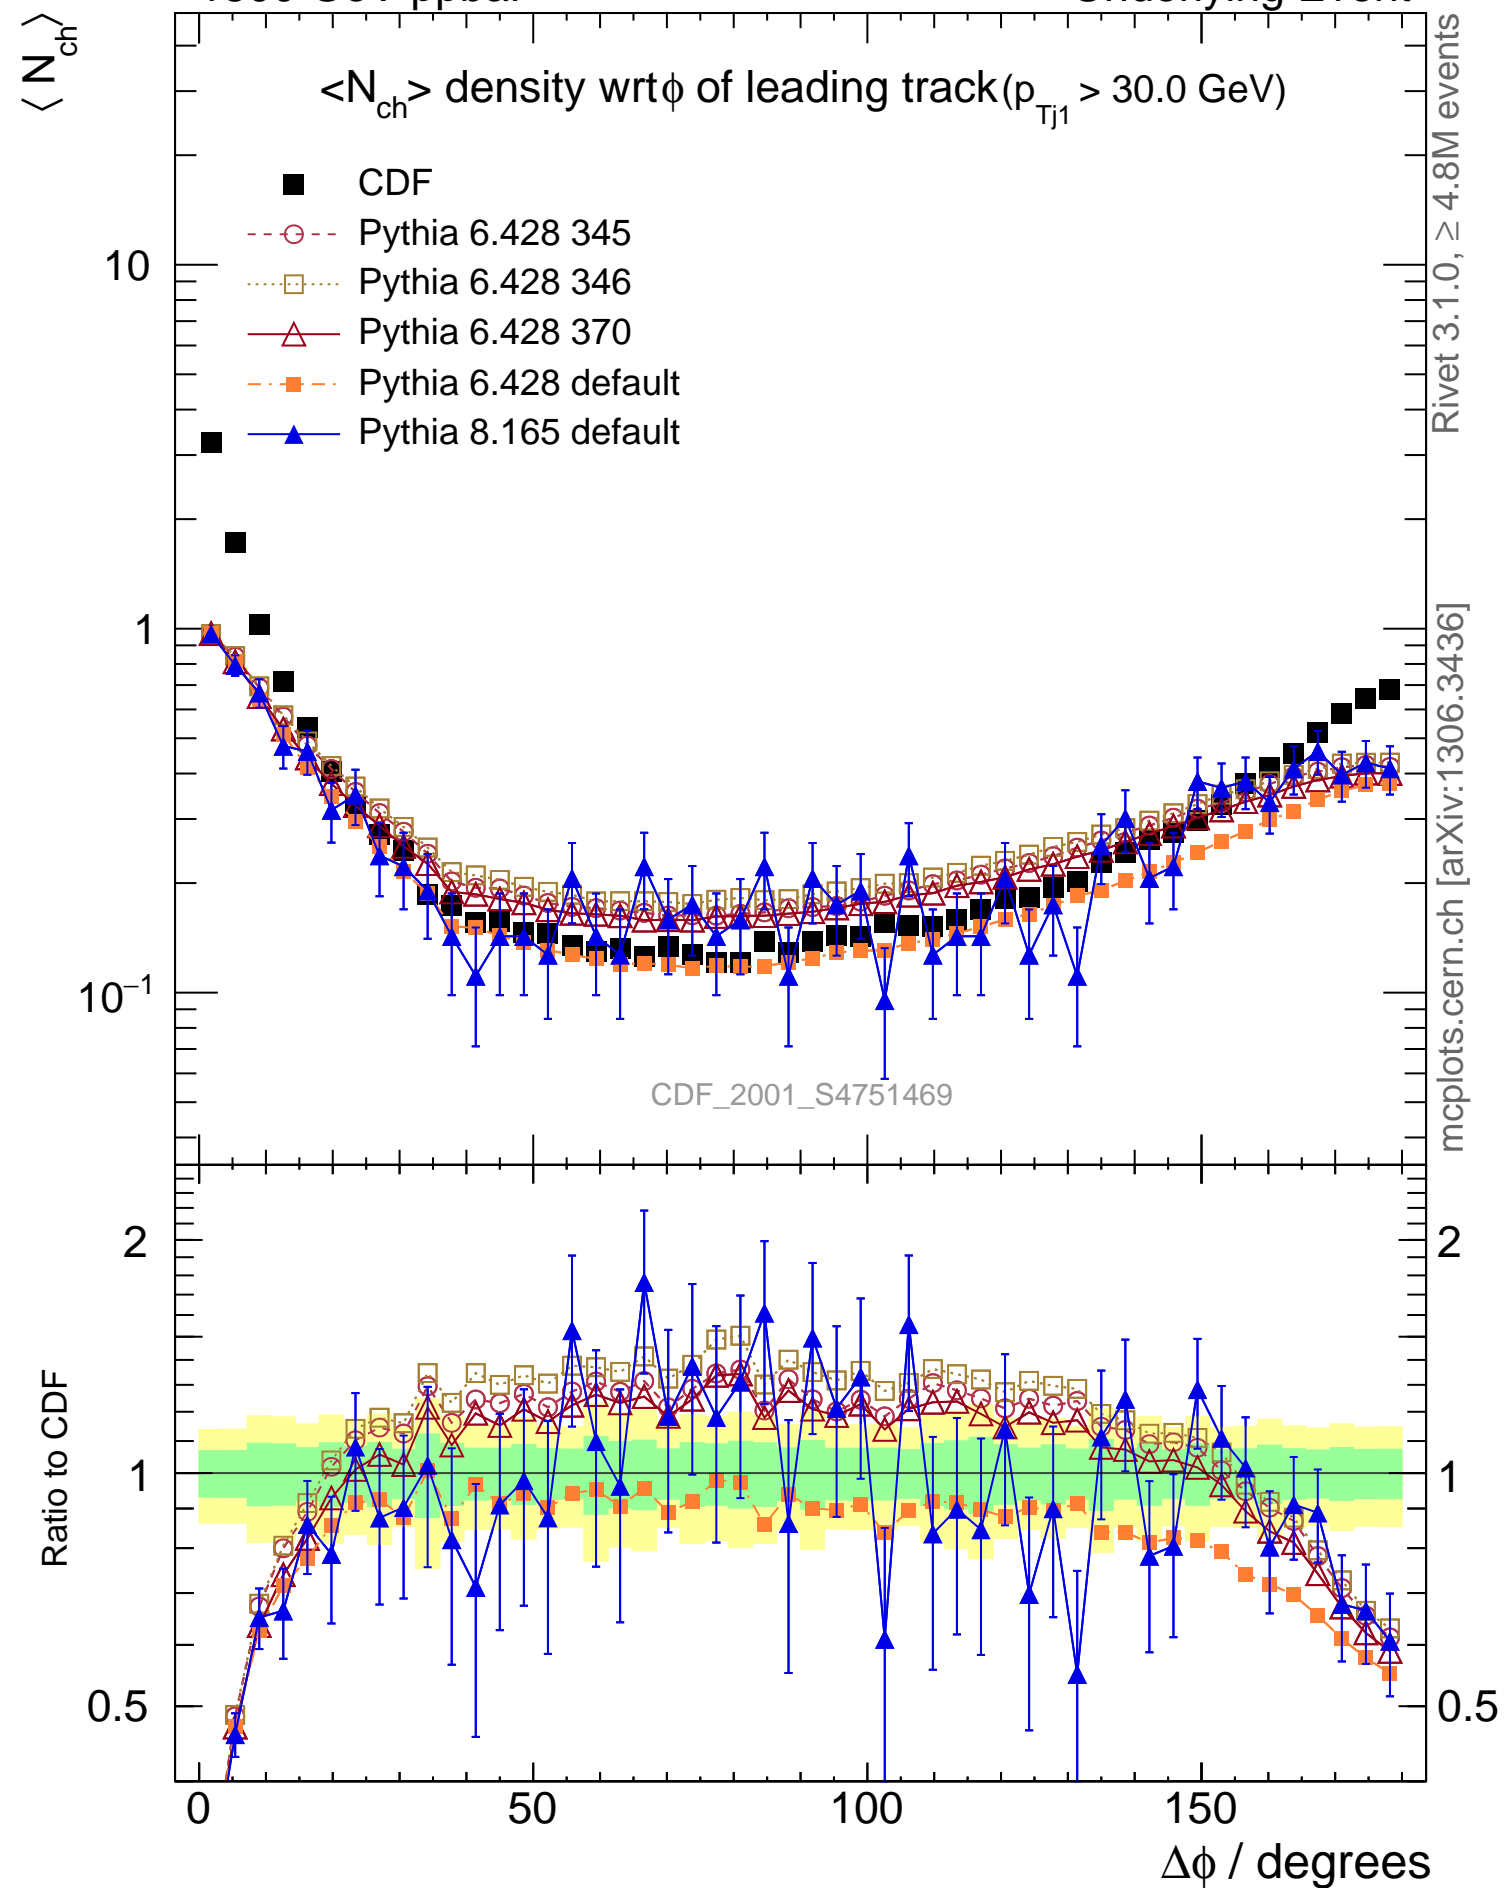 ⟨ N_ch ⟩
<N_ch> density wrtϕ of leading track(p_Tj1 > 30.0 GeV)
CDF
Pythia 6.428 345
Pythia 6.428 346
Pythia 6.428 370
Pythia 6.428 default
Pythia 8.165 default
10
1
10⁻¹
CDF_2001_S4751469
Rivet 3.1.0, ≥ 4.8M events
mcplots.cern.ch [arXiv:1306.3436]
Ratio to CDF
2
1
0.5
2
1
0.5
0 50 100 150
Δϕ / degrees